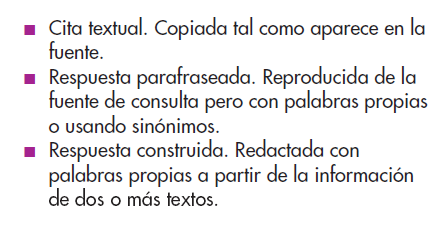 ■ Cita textual. Copiada tal como aparece en la
fuente.
■ Respuesta parafraseada. Reproducida de la
fuente de consulta pero con palabras propias
o usando sinónimos.
■ Respuesta construida. Redactada con
palabras propias a partir de la información
de dos o más textos.